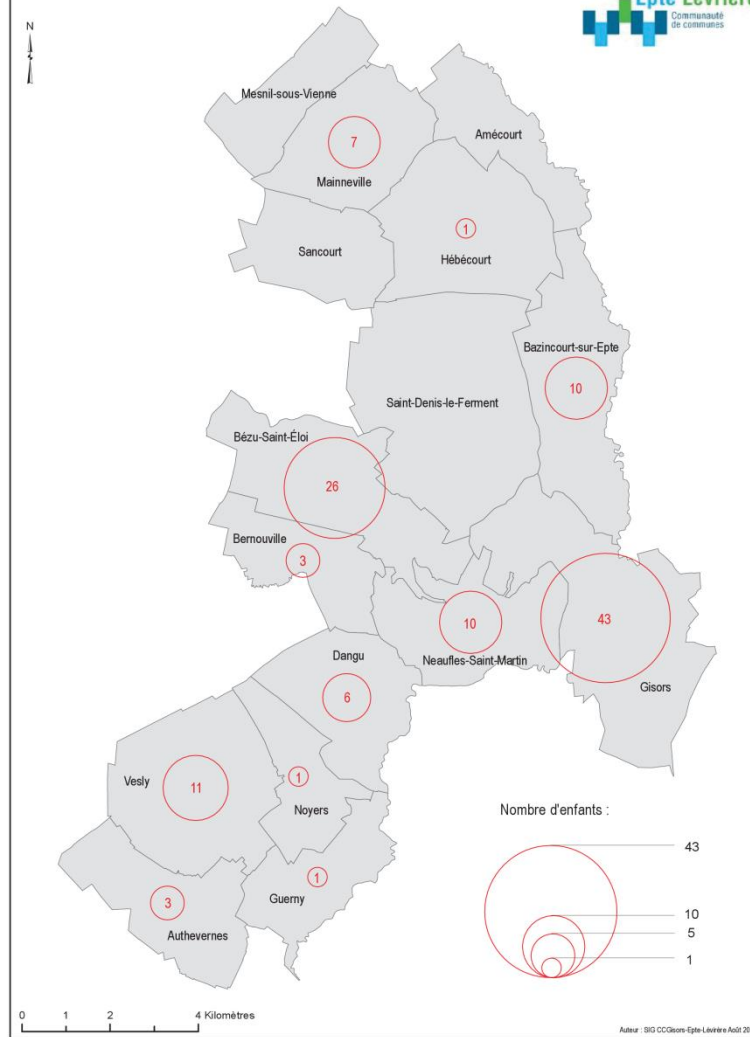 Epte-Lévrière
Communauté
de communes
N
Mesnil-sous-Vienne
Amécourt
7
Mainneville
1
Sancourt
Hébécourt
Bazincourt-sur-Epte
10
Saint-Denis-le-Ferment
Bézu-Saint-Éloi
26
Bernouville
3
43
10
Dangu
Neaufles-Saint-Martin
6
Gisors
1
Vesly
11
Noyers
Nombre d'enfants :
43
1
3
Guerny
10
Authevernes
5
1
0 1 2 4 Kilomètres
Auteur : SIG CCGisors-Epte-Lévrière Août 20